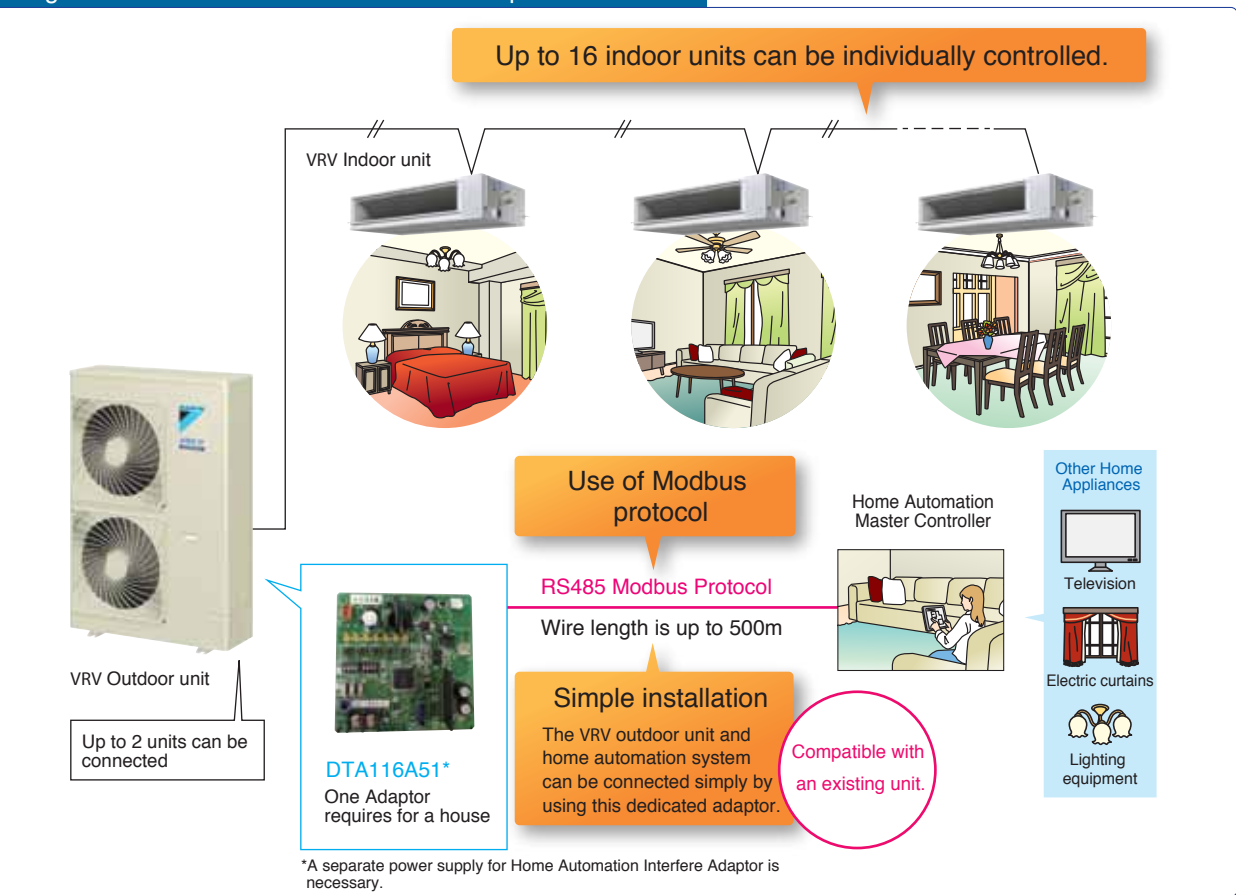 Up to 16 indoor units can be individually controlled.
VRV Indoor unit
Use of Modbus
protocol
Home Automation
Master Controller
Other Home
Appliances
RS485 Modbus Protocol
Television
Wire length is up to 500m
VRV Outdoor unit
Electric curtains
Simple installation
The VRV outdoor unit and
home automation system
can be connected simply by
using this dedicated adaptor.
Compatible with
an existing unit.
Up to 2 units can be
connected
Lighting
equipment
DTA116A51*
One Adaptor
requires for a house
*A separate power supply for Home Automation Interfere Adaptor is
necessary.